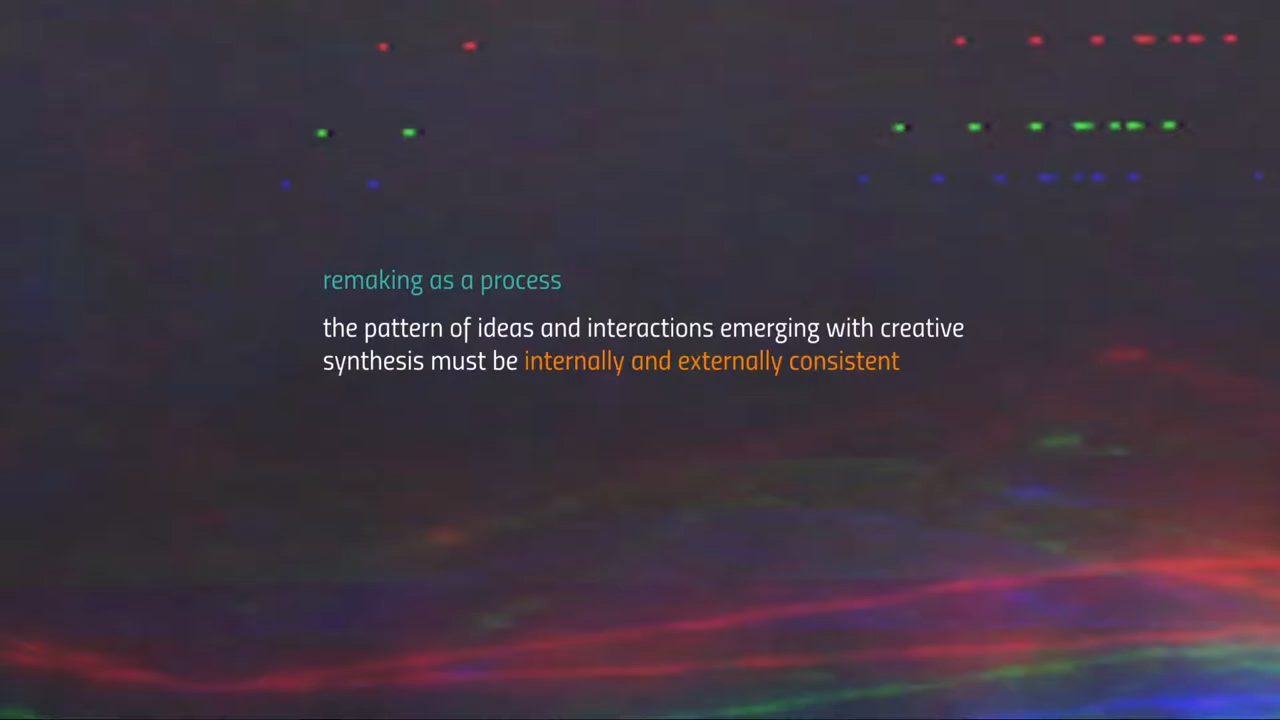 remaking as a process
the pattern of ideas and interactions emerging with creative
synthesis must be internally and externally consistent